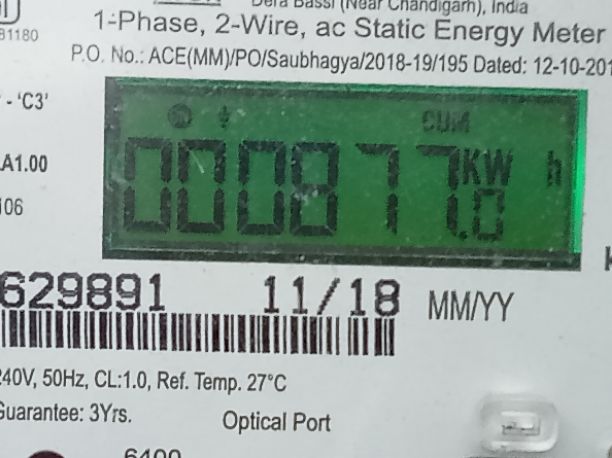 Dera Bassi (Near Chandigarh), India
1-Phase, 2-Wire, ac Static Energy Meter
81180
P.O. No.: ACE(MM)/PO/Saubhagya/2018-19/195 Dated: 12-10-201
- 'C3'
CUM
A1.00
000877.0 KW h
106
629891 11/18 MM/YY
240V, 50Hz, CL:1.0, Ref. Temp. 27°C
Guarantee: 3Yrs. Optical Port
6400